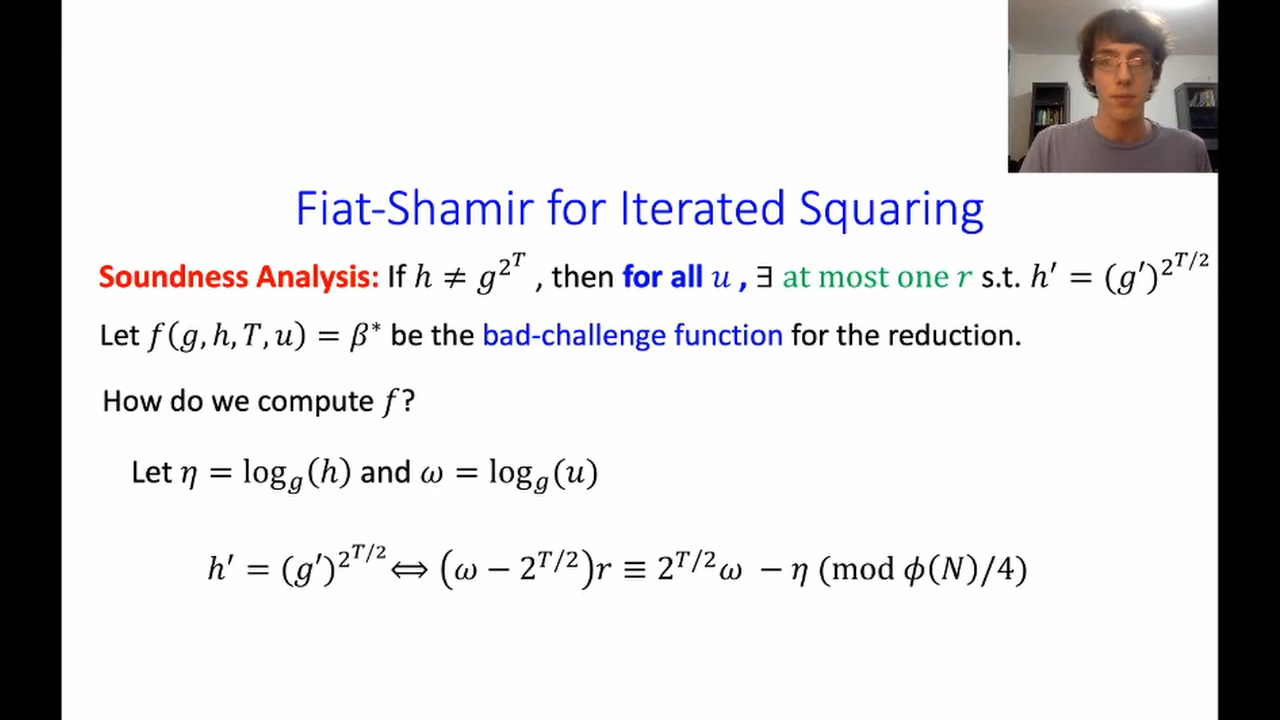 Fiat-Shamir for Iterated Squaring
Soundness Analysis: If ℎ ≠ 𝑔^{2^𝑇} , then for all 𝑢 , ∃ at most one 𝑟 s.t. ℎ′ = (𝑔′)^{2^{𝑇/2}}
Let 𝑓(𝑔, ℎ, 𝑇, 𝑢) = 𝛽* be the bad-challenge function for the reduction.
How do we compute 𝑓?
Let 𝜂 = log_𝑔(ℎ) and 𝜔 = log_𝑔(𝑢)
ℎ′ = (𝑔′)^{2^{𝑇/2}} ⟺ (𝜔 − 2^{𝑇/2})𝑟 ≡ 2^{𝑇/2}𝜔 − 𝜂 (mod 𝜙(𝑁)/4)